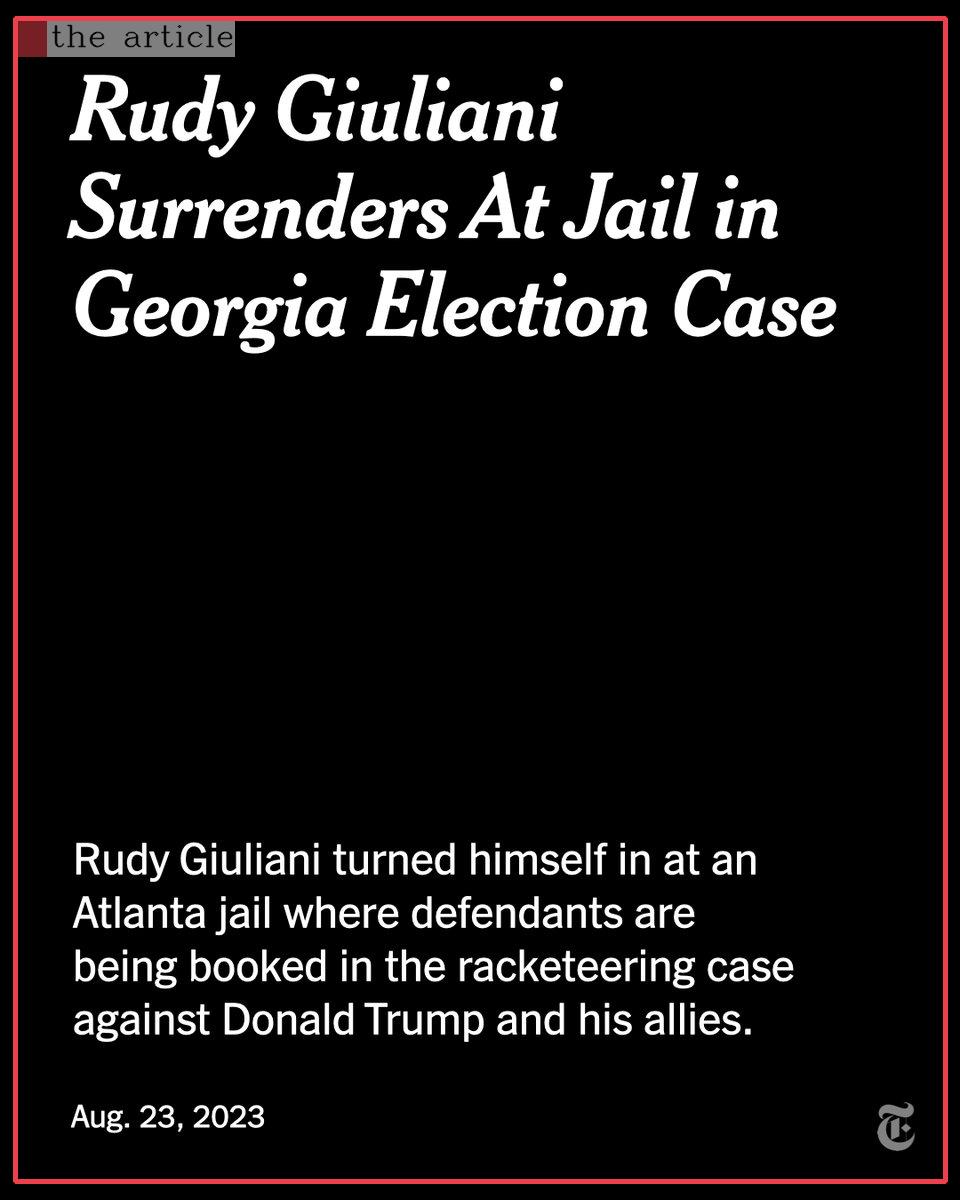 the article
Rudy Giuliani
Surrenders At Jail in
Georgia Election Case
Rudy Giuliani turned himself in at an
Atlanta jail where defendants are
being booked in the racketeering case
against Donald Trump and his allies.
Aug. 23, 2023
T